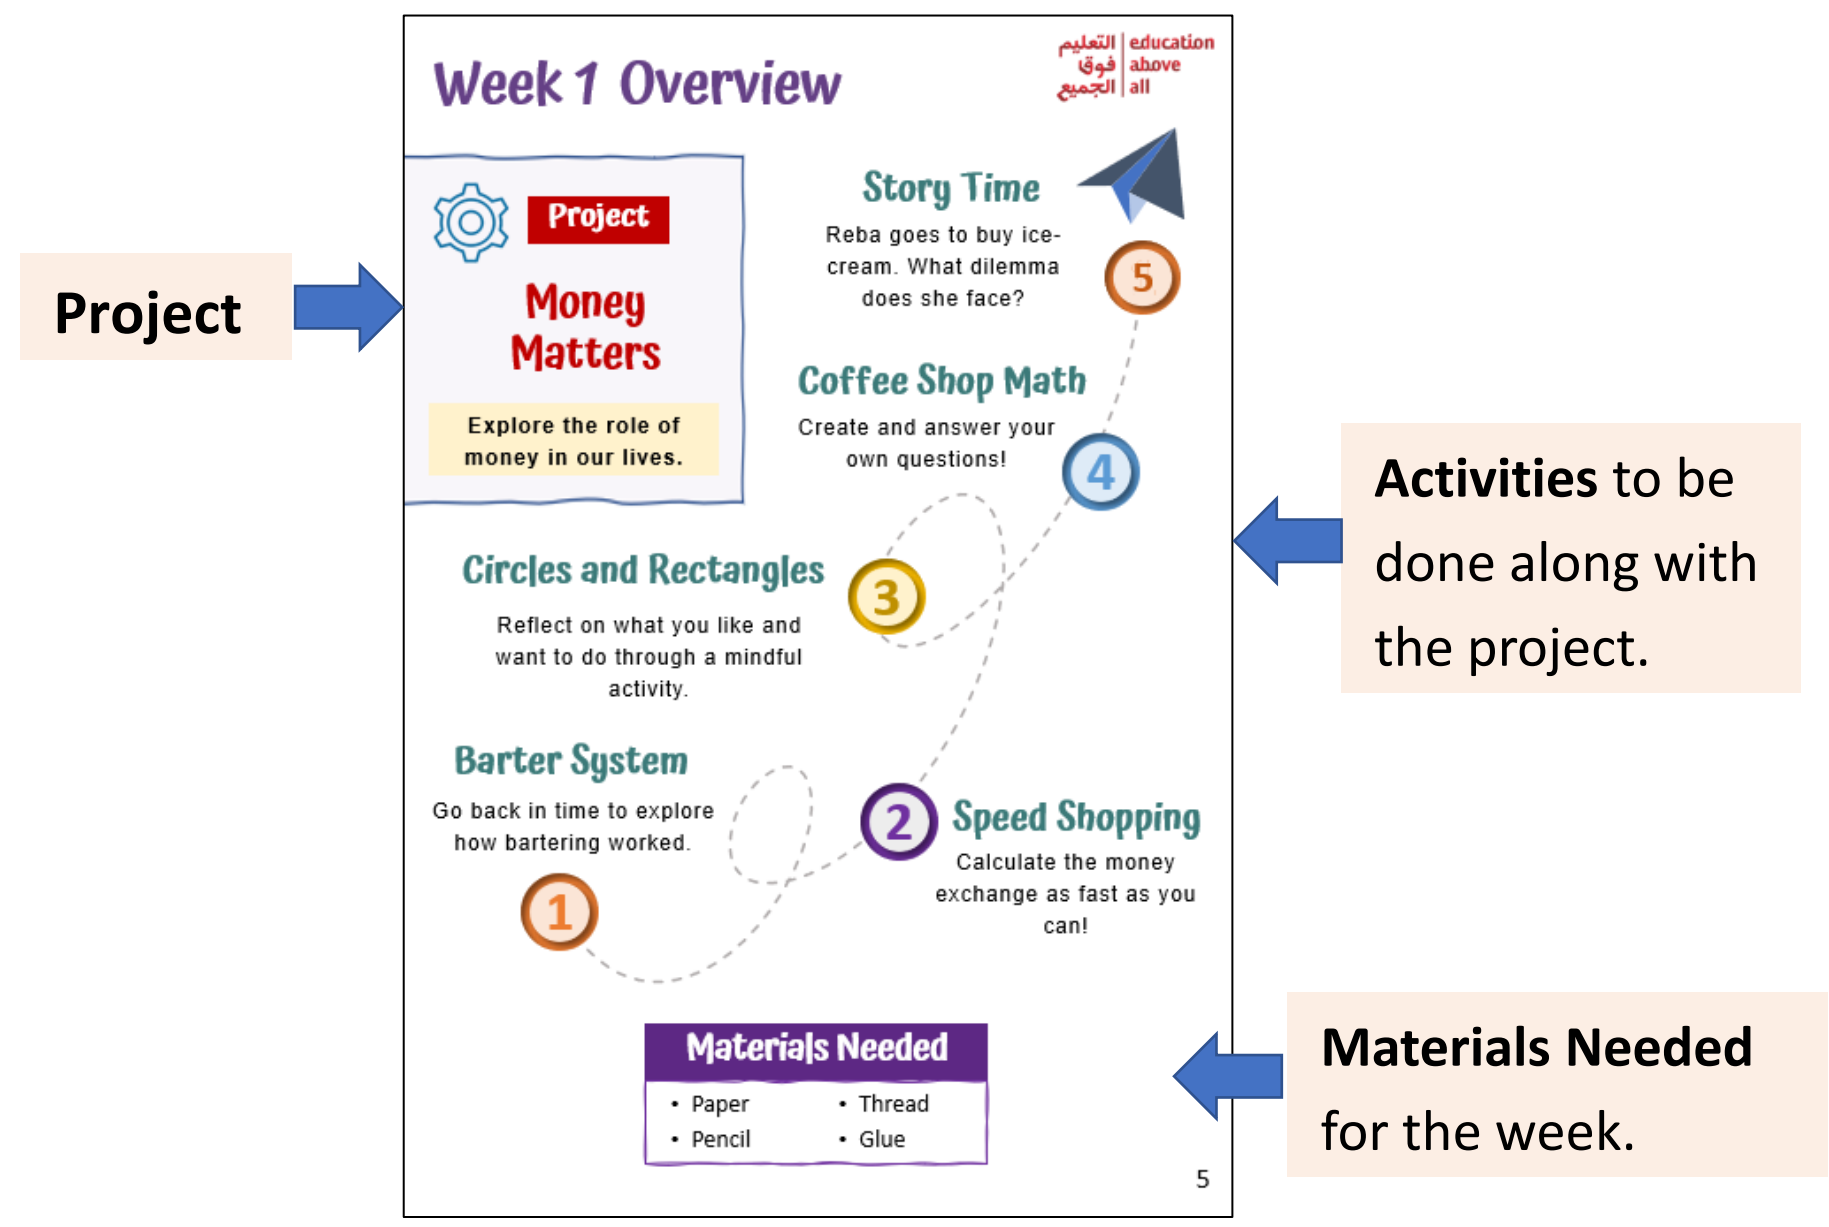 Week 1 Overview
التعليم
فوق
الجميع
education
above
all
Project
Project
Money
Matters
Explore the role of
money in our lives.
Story Time
Reba goes to buy ice-
cream. What dilemma
does she face?
5
Coffee Shop Math
Create and answer your
own questions!
4
Activities to be
done along with
the project.
Circles and Rectangles
3
Reflect on what you like and
want to do through a mindful
activity.
Barter System
Go back in time to explore
how bartering worked.
1
2
Speed Shopping
Calculate the money
exchange as fast as you
can!
Materials Needed
• Paper
• Pencil
• Thread
• Glue
Materials Needed
for the week.
5